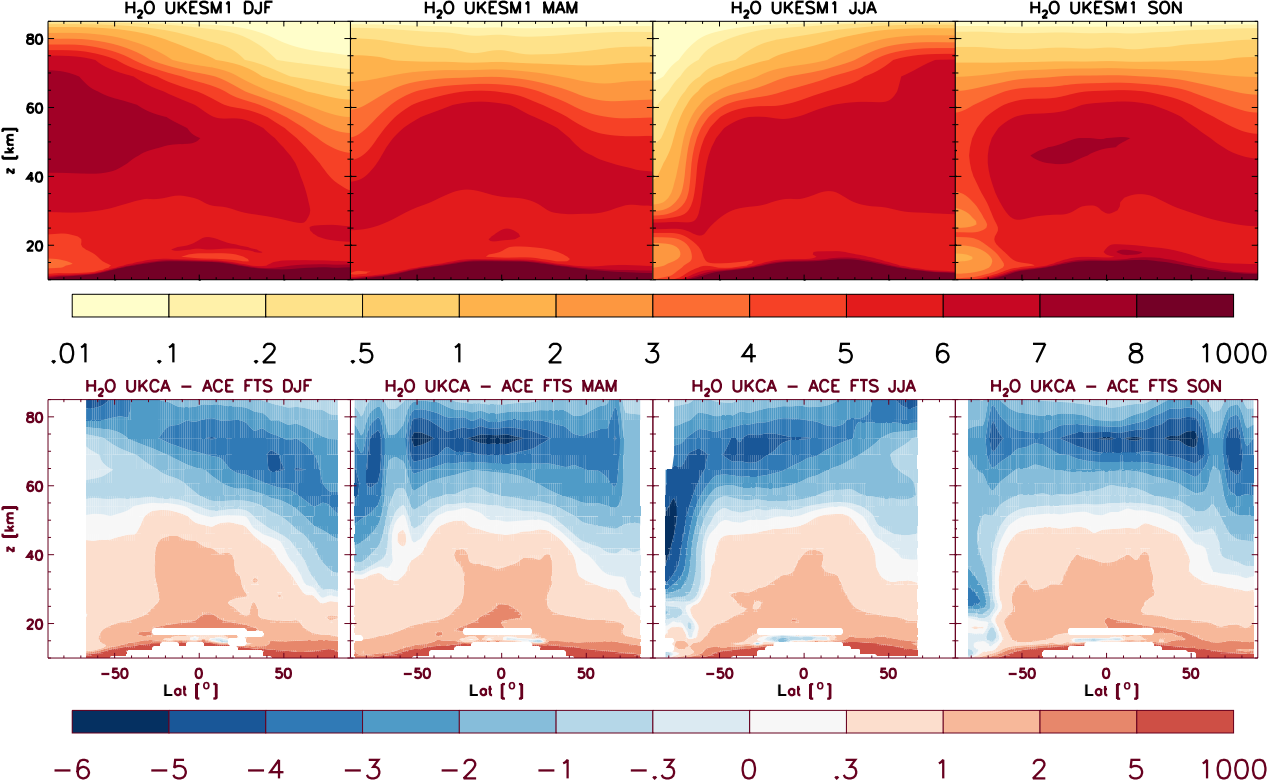 H₂O UKESM1 DJF H₂O UKESM1 MAM H₂O UKESM1 JJA H₂O UKESM1 SON
80
60
40
20
z [km]
.01 .1 .2 .5 1 2 3 4 5 6 7 8 1000
H₂O UKCA – ACE FTS DJF H₂O UKCA – ACE FTS MAM H₂O UKCA – ACE FTS JJA H₂O UKCA – ACE FTS SON
80
60
40
20
z [km]
−50 0 50 −50 0 50 −50 0 50 −50 0 50
Lat [°] Lat [°] Lat [°] Lat [°]
−6 −5 −4 −3 −2 −1 −.3 0 .3 1 2 5 1000